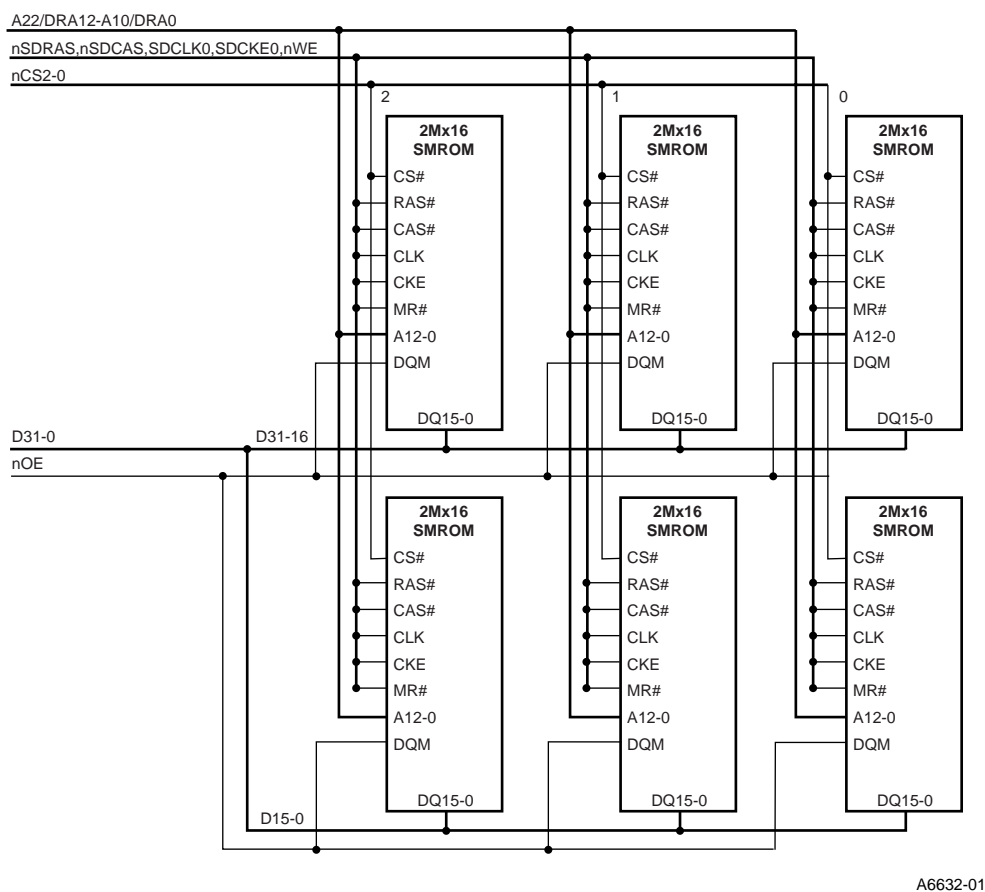 A22/DRA12-A10/DRA0
nSDRAS,nSDCAS,SDCLK0,SDCKE0,nWE
nCS2-0
2
1
0
2Mx16
SMROM
CS#
RAS#
CAS#
CLK
CKE
MR#
A12-0
DQM
DQ15-0
2Mx16
SMROM
CS#
RAS#
CAS#
CLK
CKE
MR#
A12-0
DQM
DQ15-0
2Mx16
SMROM
CS#
RAS#
CAS#
CLK
CKE
MR#
A12-0
DQM
DQ15-0
D31-0
D31-16
nOE
2Mx16
SMROM
CS#
RAS#
CAS#
CLK
CKE
MR#
A12-0
DQM
DQ15-0
2Mx16
SMROM
CS#
RAS#
CAS#
CLK
CKE
MR#
A12-0
DQM
DQ15-0
2Mx16
SMROM
CS#
RAS#
CAS#
CLK
CKE
MR#
A12-0
DQM
DQ15-0
D15-0
A6632-01